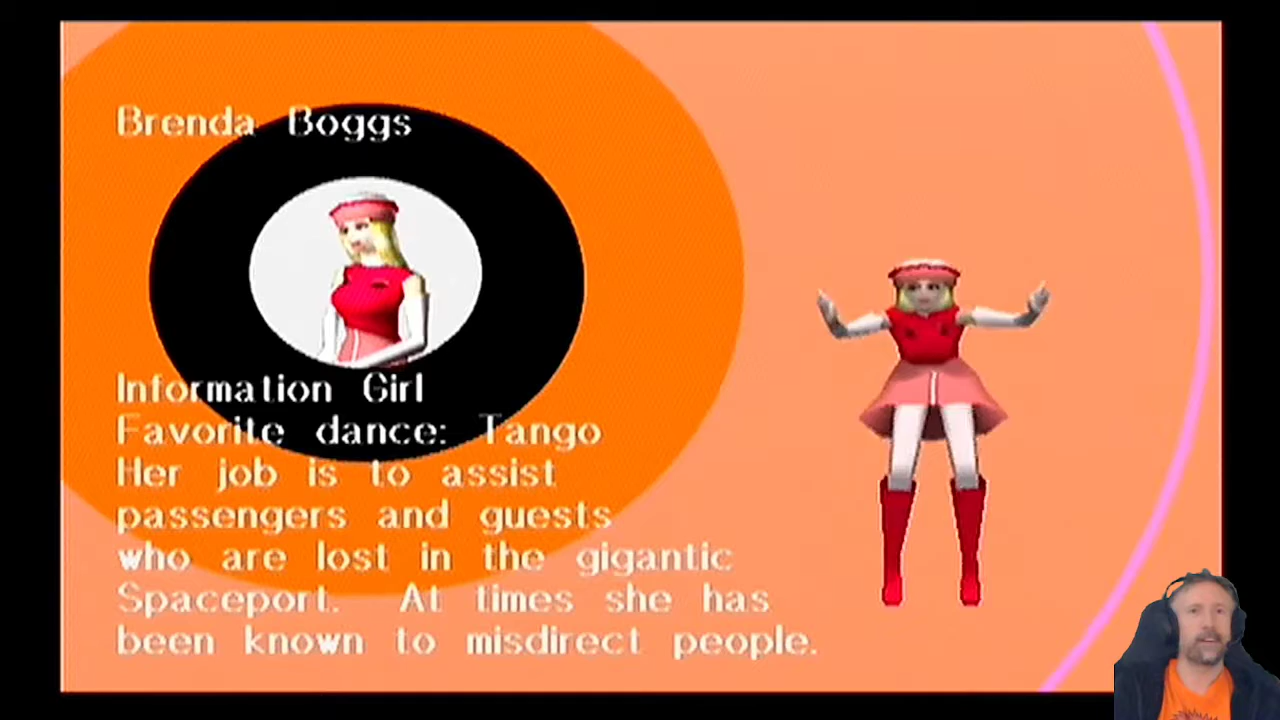 Brenda Boggs
Information Girl
Favorite dance: Tango
Her job is to assist
passengers and guests
who are lost in the gigantic
Spaceport. At times she has
been known to misdirect people.